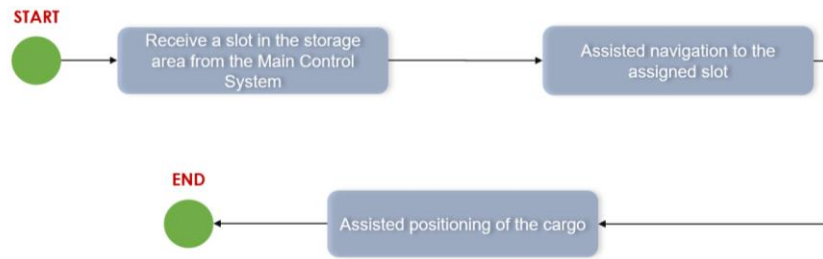 START
Receive a slot in the storage
area from the Main Control
System
Assisted navigation to the
assigned slot
END
Assisted positioning of the cargo